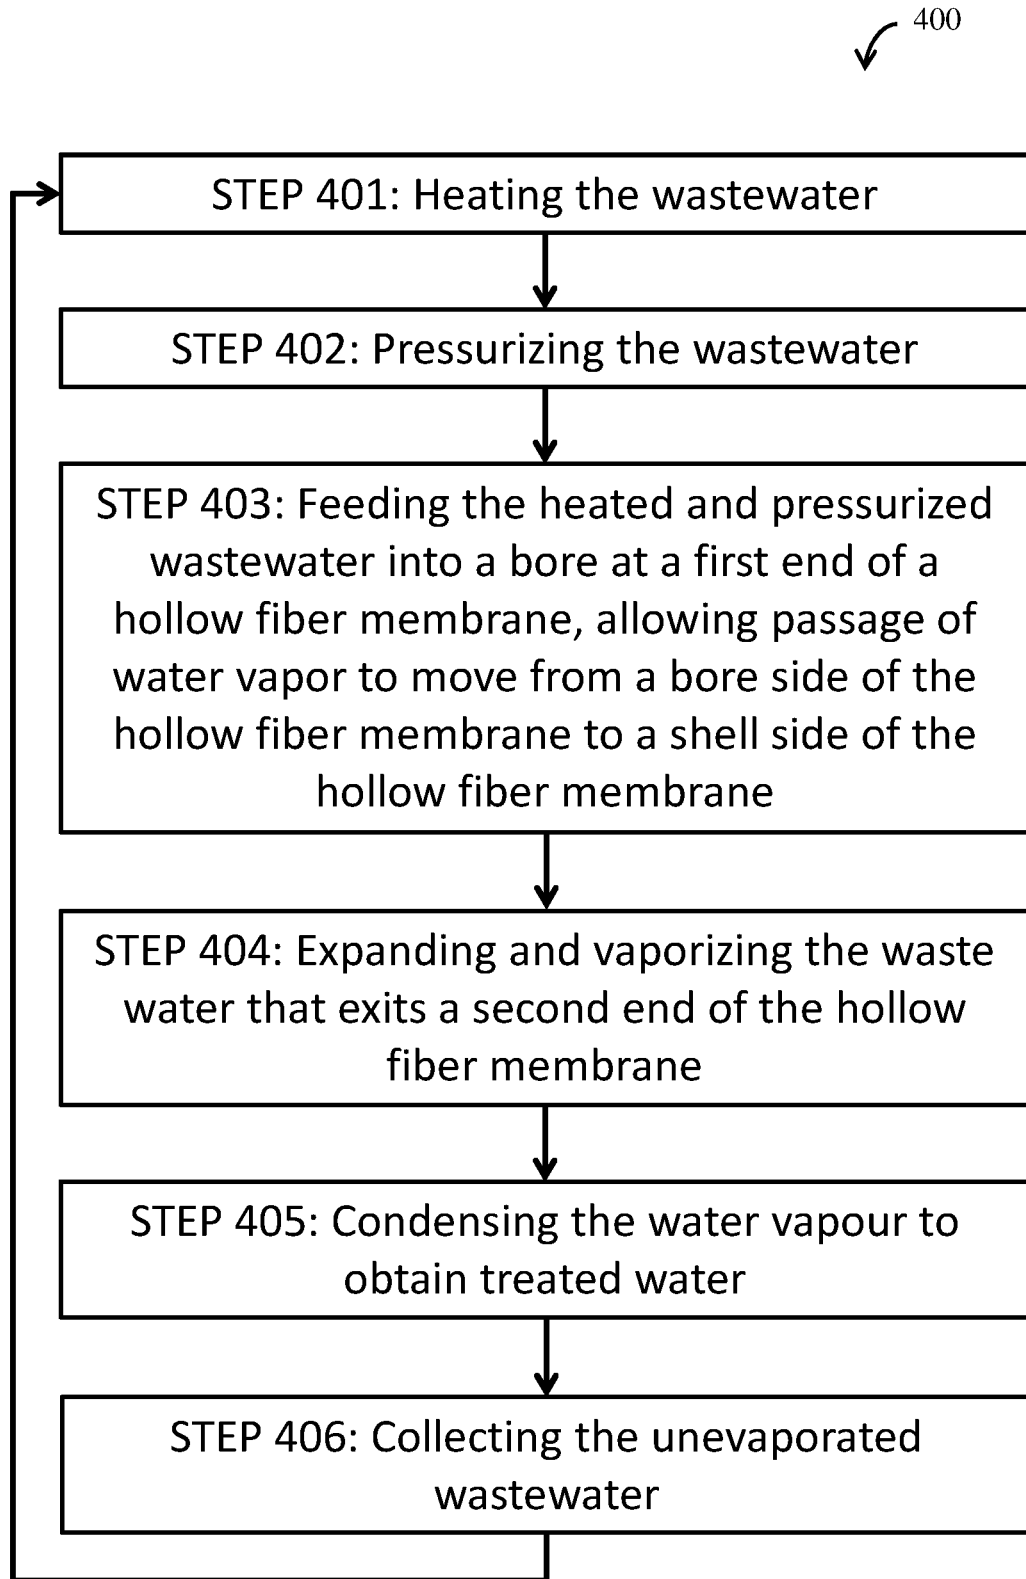 400
STEP 401: Heating the wastewater
STEP 402: Pressurizing the wastewater
STEP 403: Feeding the heated and pressurized
wastewater into a bore at a first end of a
hollow fiber membrane, allowing passage of
water vapor to move from a bore side of the
hollow fiber membrane to a shell side of the
hollow fiber membrane
STEP 404: Expanding and vaporizing the waste
water that exits a second end of the hollow
fiber membrane
STEP 405: Condensing the water vapour to
obtain treated water
STEP 406: Collecting the unevaporated
wastewater